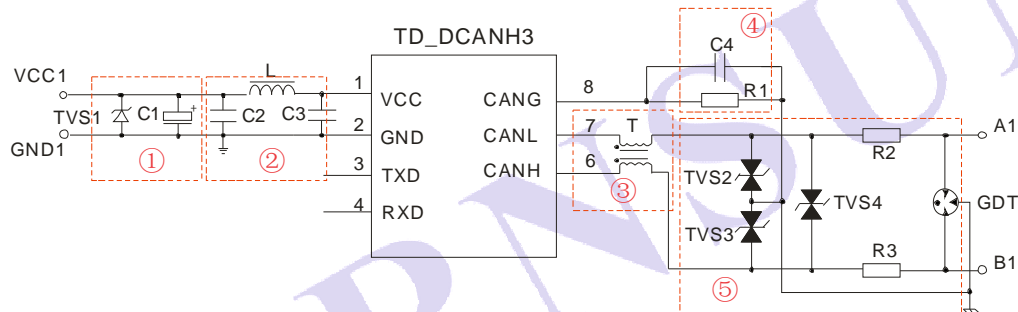 TD_DCANH3
VCC1
GND1
TVS1
C1
①
L
C2
C3
②
1
VCC
2
GND
3
TXD
4
RXD
8
CANG
7
CANL
6
CANH
T
③
C4
④
R1
TVS2
TVS3
TVS4
R2
R3
⑤
GDT
A1
B1